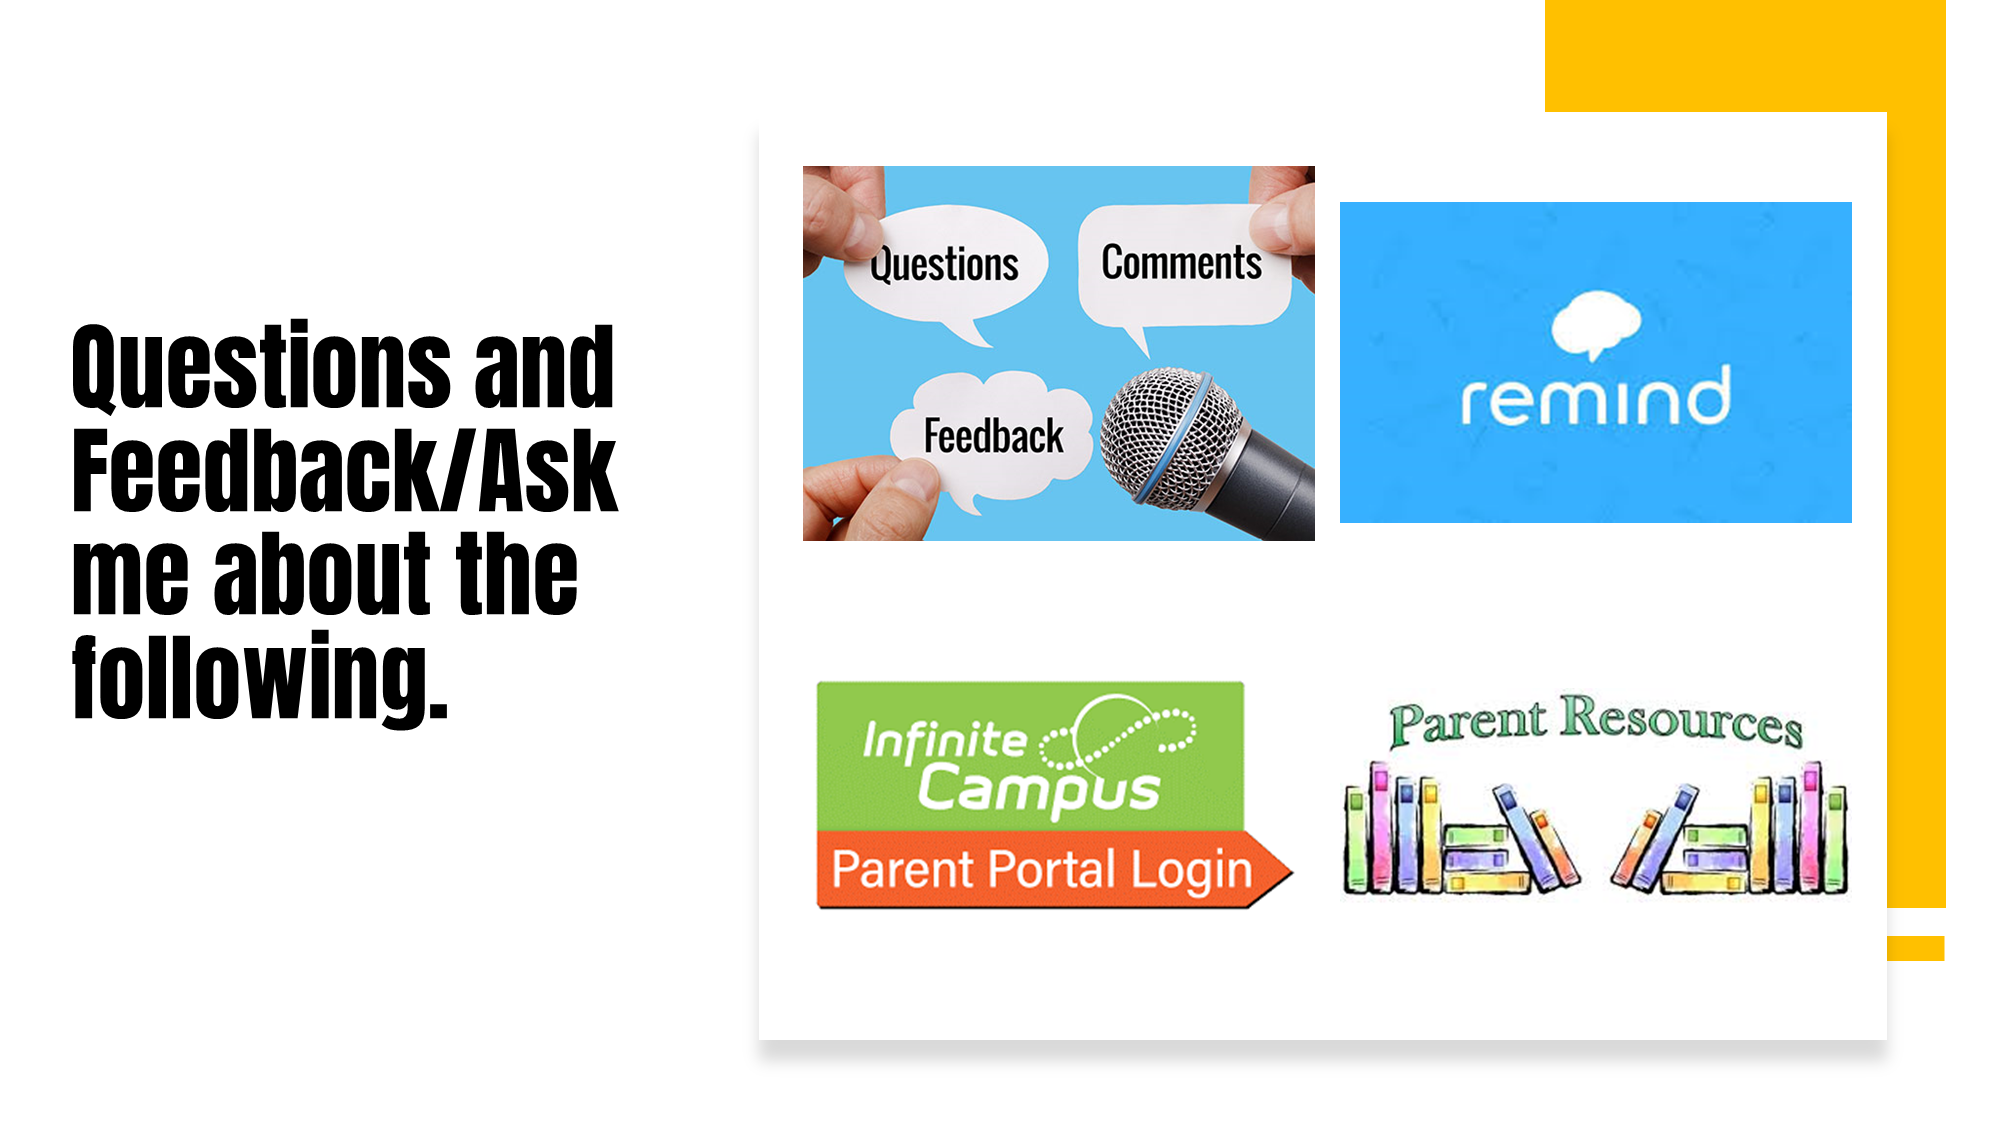 Questions and
Feedback/Ask
me about the
following.
Questions
Comments
Feedback
remind
Infinite
Campus
Parent Portal Login
Parent Resources